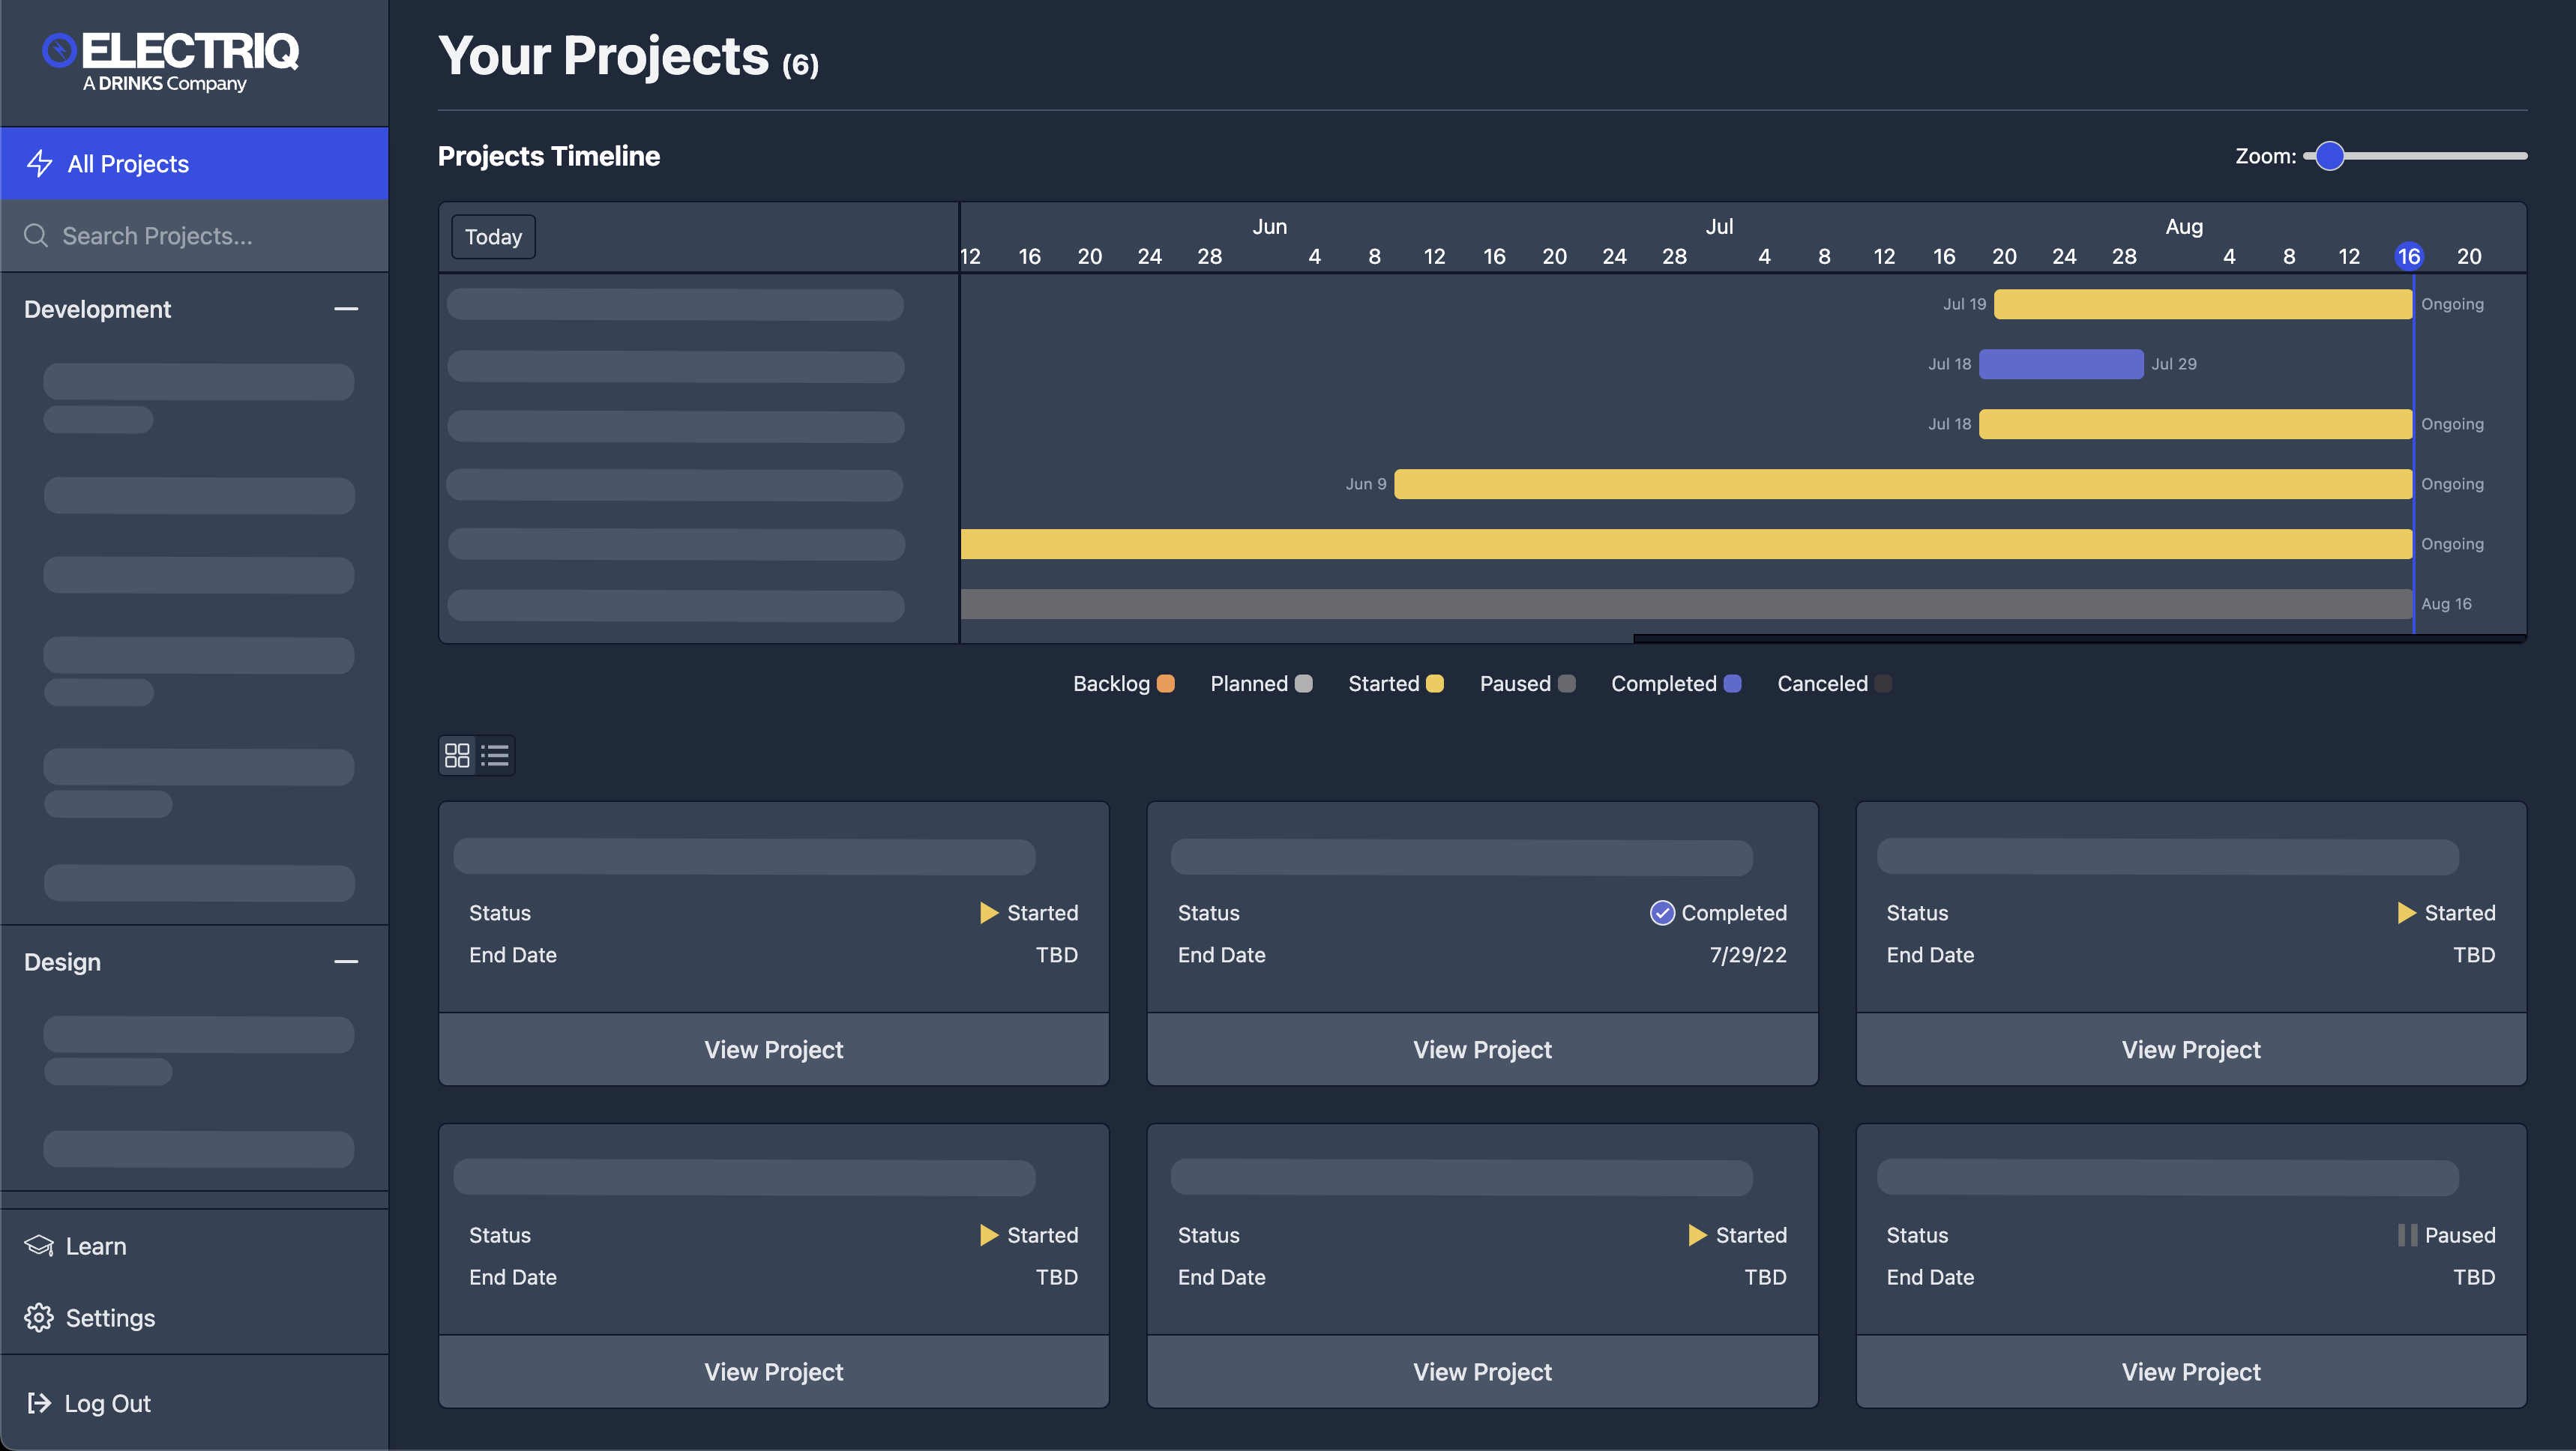 ELECTRIQ
A DRINKS Company
All Projects
Search Projects...
Development
Design
Learn
Settings
Log Out
Your Projects (6)
Projects Timeline
Zoom:
Today
Jun Jul Aug
12 16 20 24 28 4 8 12 16 20 24 28 4 8 12 16 20 24 28 4 8 12 16 20
Jul 19 Ongoing
Jul 18 Jul 29
Jul 18 Ongoing
Jun 9 Ongoing
Ongoing
Aug 16
Backlog Planned Started Paused Completed Canceled
Status Started
End Date TBD
View Project
Status Completed
End Date 7/29/22
View Project
Status Started
End Date TBD
View Project
Status Started
End Date TBD
View Project
Status Started
End Date TBD
View Project
Status Paused
End Date TBD
View Project